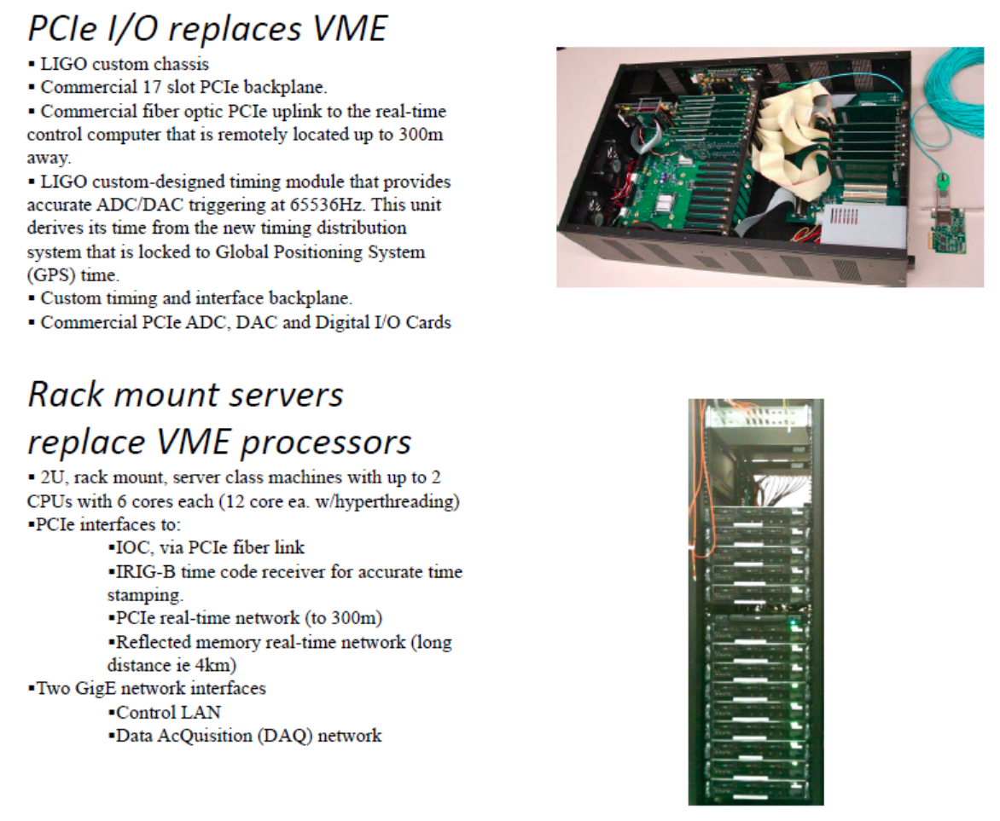 PCIe I/O replaces VME
▪ LIGO custom chassis
▪ Commercial 17 slot PCIe backplane.
▪ Commercial fiber optic PCIe uplink to the real-time
control computer that is remotely located up to 300m
away.
▪ LIGO custom-designed timing module that provides
accurate ADC/DAC triggering at 65536Hz. This unit
derives its time from the new timing distribution
system that is locked to Global Positioning System
(GPS) time.
▪ Custom timing and interface backplane.
▪ Commercial PCIe ADC, DAC and Digital I/O Cards
Rack mount servers
replace VME processors
▪ 2U, rack mount, server class machines with up to 2
CPUs with 6 cores each (12 core ea. w/hyperthreading)
▪PCIe interfaces to:
▪IOC, via PCIe fiber link
▪IRIG-B time code receiver for accurate time
stamping.
▪PCIe real-time network (to 300m)
▪Reflected memory real-time network (long
distance ie 4km)
▪Two GigE network interfaces
▪Control LAN
▪Data AcQuisition (DAQ) network